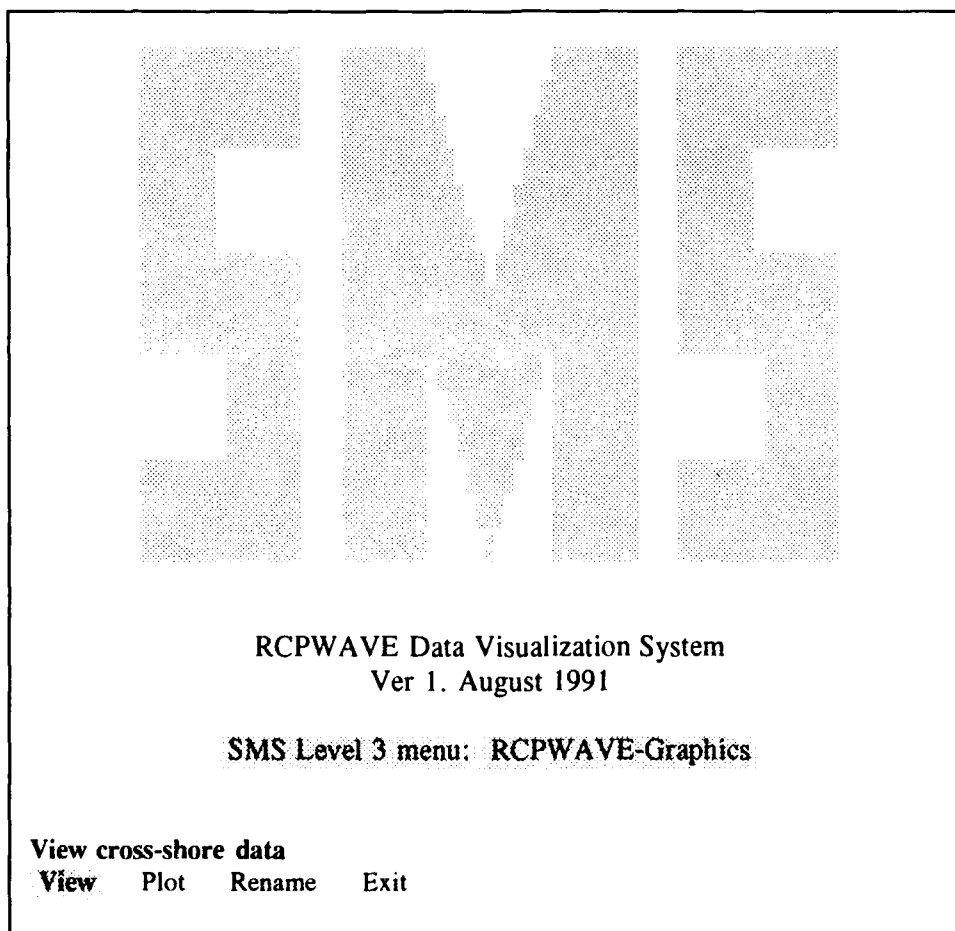 SMS
RCPWAVE Data Visualization System
Ver 1. August 1991
SMS Level 3 menu: RCPWAVE-Graphics
View cross-shore data
View Plot Rename Exit